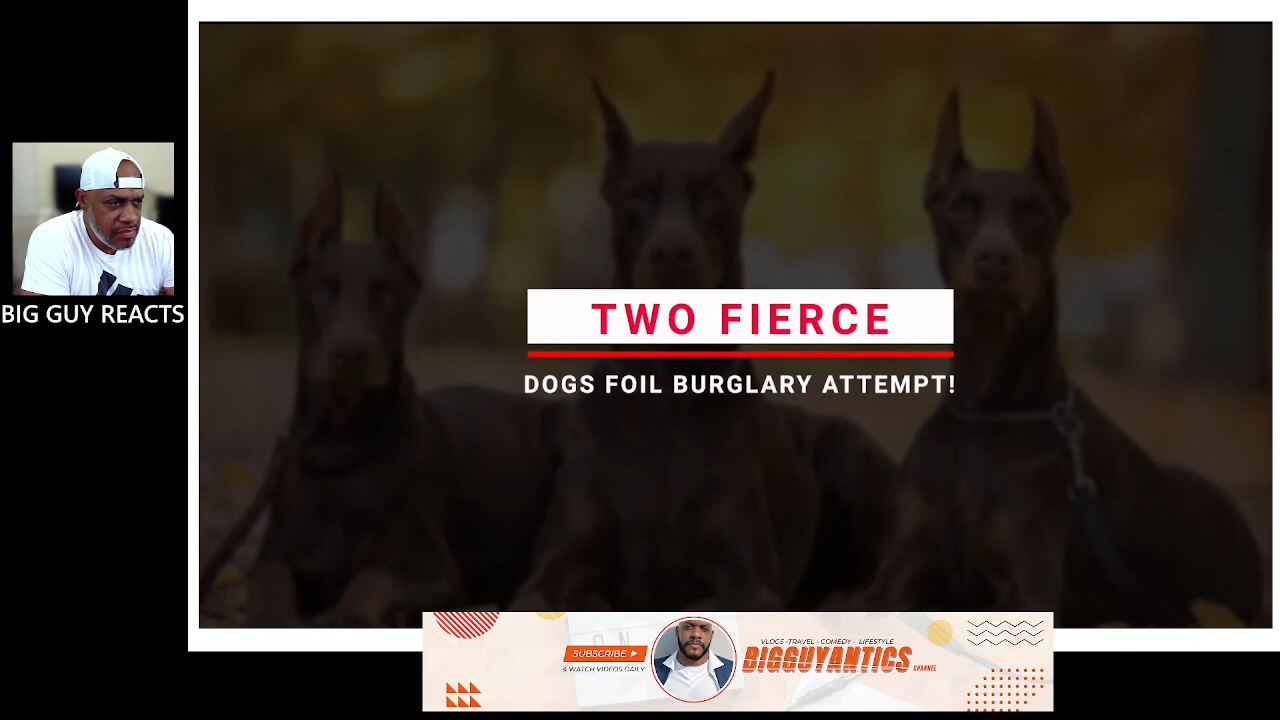 BIG GUY REACTS
TWO FIERCE
DOGS FOIL BURGLARY ATTEMPT!
SUBSCRIBE
& WATCH VIDEOS DAILY
VLOGS -TRAVEL - COMEDY - LIFESTYLE
BIGGUYANTICS
CHANNEL